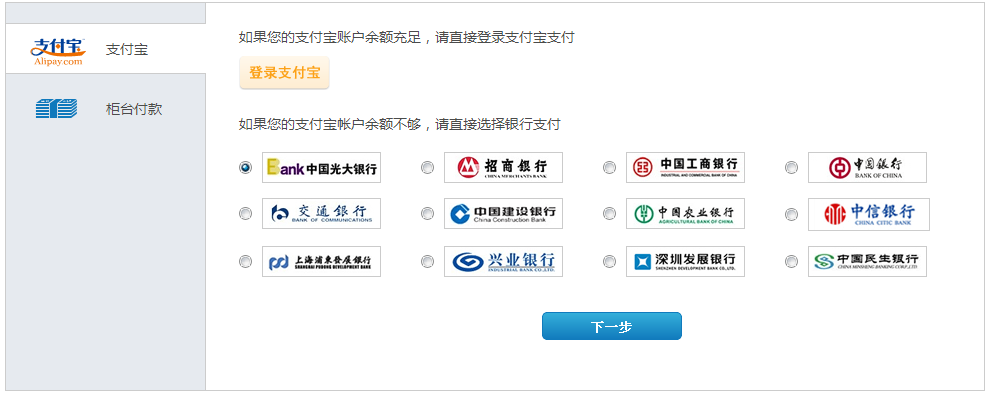 支付宝
Alipay.com
支付宝
柜台付款
如果您的支付宝账户余额充足，请直接登录支付宝支付
登录支付宝
如果您的支付宝帐户余额不够，请直接选择银行支付
Bank 中国光大银行
招商银行
CHINA MERCHANTS BANK
中国工商银行
INDUSTRIAL AND COMMERCIAL BANK OF CHINA
中国银行
BANK OF CHINA
交通银行
BANK OF COMMUNICATIONS
中国建设银行
China Construction Bank
中国农业银行
AGRICULTURAL BANK OF CHINA
中信银行
CHINA CITIC BANK
上海浦東發展銀行
SHANGHAI PUDONG DEVELOPMENT BANK
兴业银行
INDUSTRIAL BANK CO.,LTD.
深圳发展银行
SHENZHEN DEVELOPMENT BANK CO.,LTD.
中国民生银行
CHINA MINSHENG BANKING CORP.,LTD.
下一步